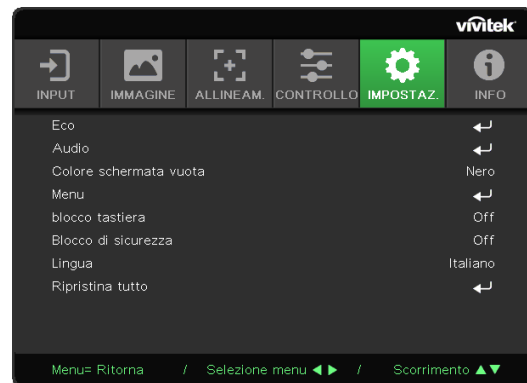 vivitek
INPUT IMMAGINE ALLINEAM. CONTROLLO IMPOSTAZ. INFO
Eco
Audio
Colore schermata vuota Nero
Menu
blocco tastiera Off
Blocco di sicurezza Off
Lingua Italiano
Ripristina tutto
Menu= Ritorna / Selezione menu ◀ ▶ / Scorrimento ▲▼